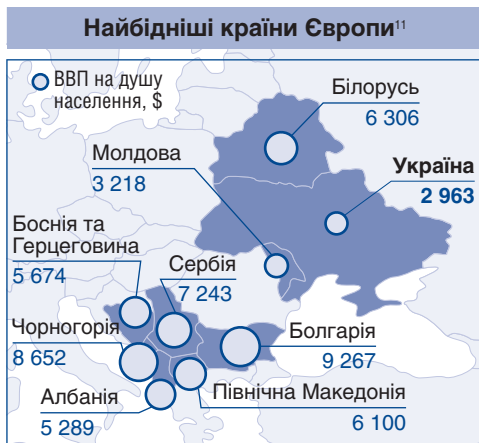 Найбідніші країни Європи¹¹
ВВП на душу
населення, $
Білорусь
6 306
Молдова
3 218
Україна
2 963
Боснія та
Герцеговина
5 674
Сербія
7 243
Чорногорія
8 652
Болгарія
9 267
Албанія
5 289
Північна Македонія
6 100